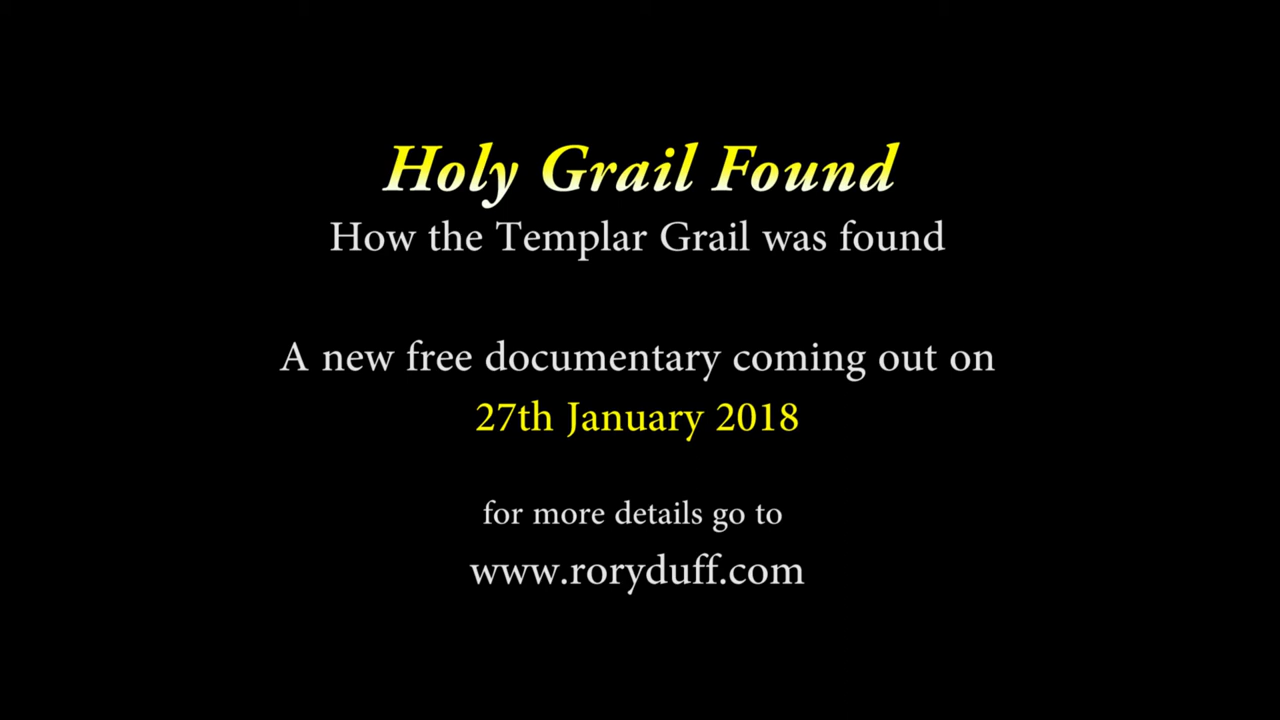 Holy Grail Found
How the Templar Grail was found
A new free documentary coming out on
27th January 2018
for more details go to
www.roryduff.com